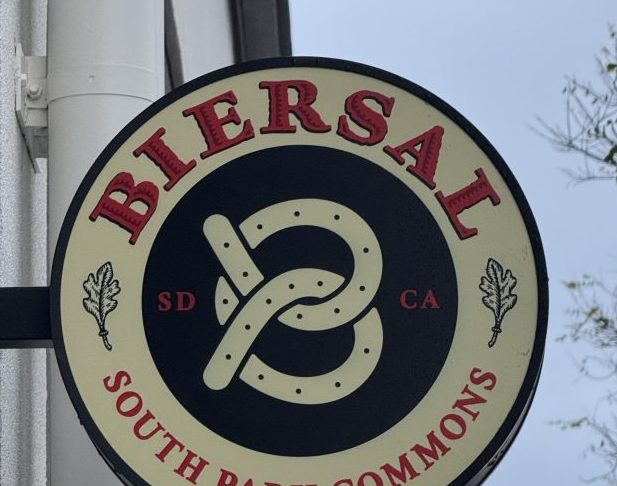 BIERSAL
SD CA
SOUTH PARK COMMONS